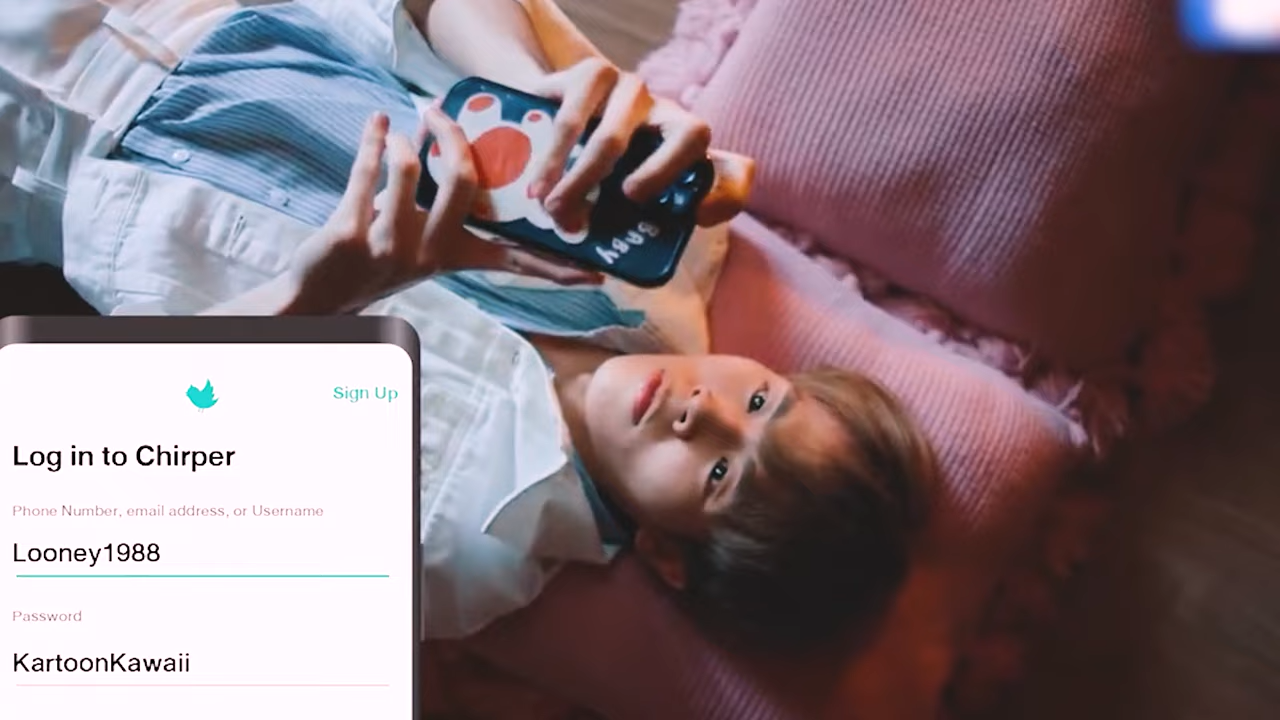 BABY
Sign Up
Log in to Chirper
Phone Number, email address, or Username
Looney1988
Password
KartoonKawaii